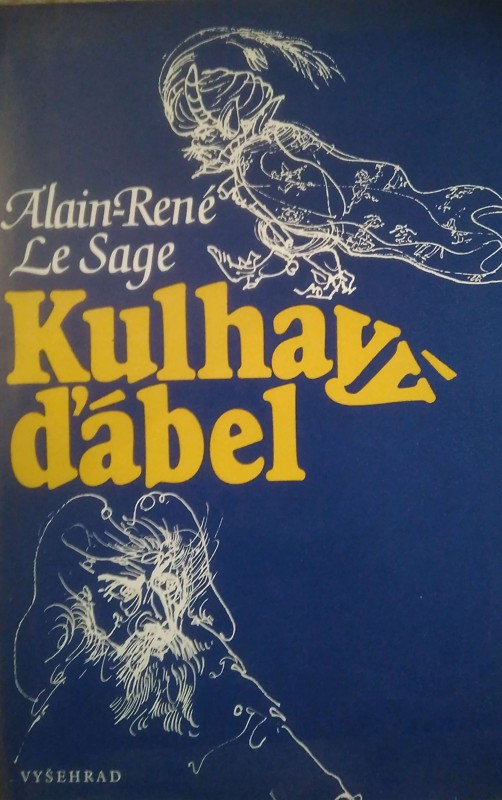 Alain-René
Le Sage
Kulhavý
ďábel
VYŠEHRAD